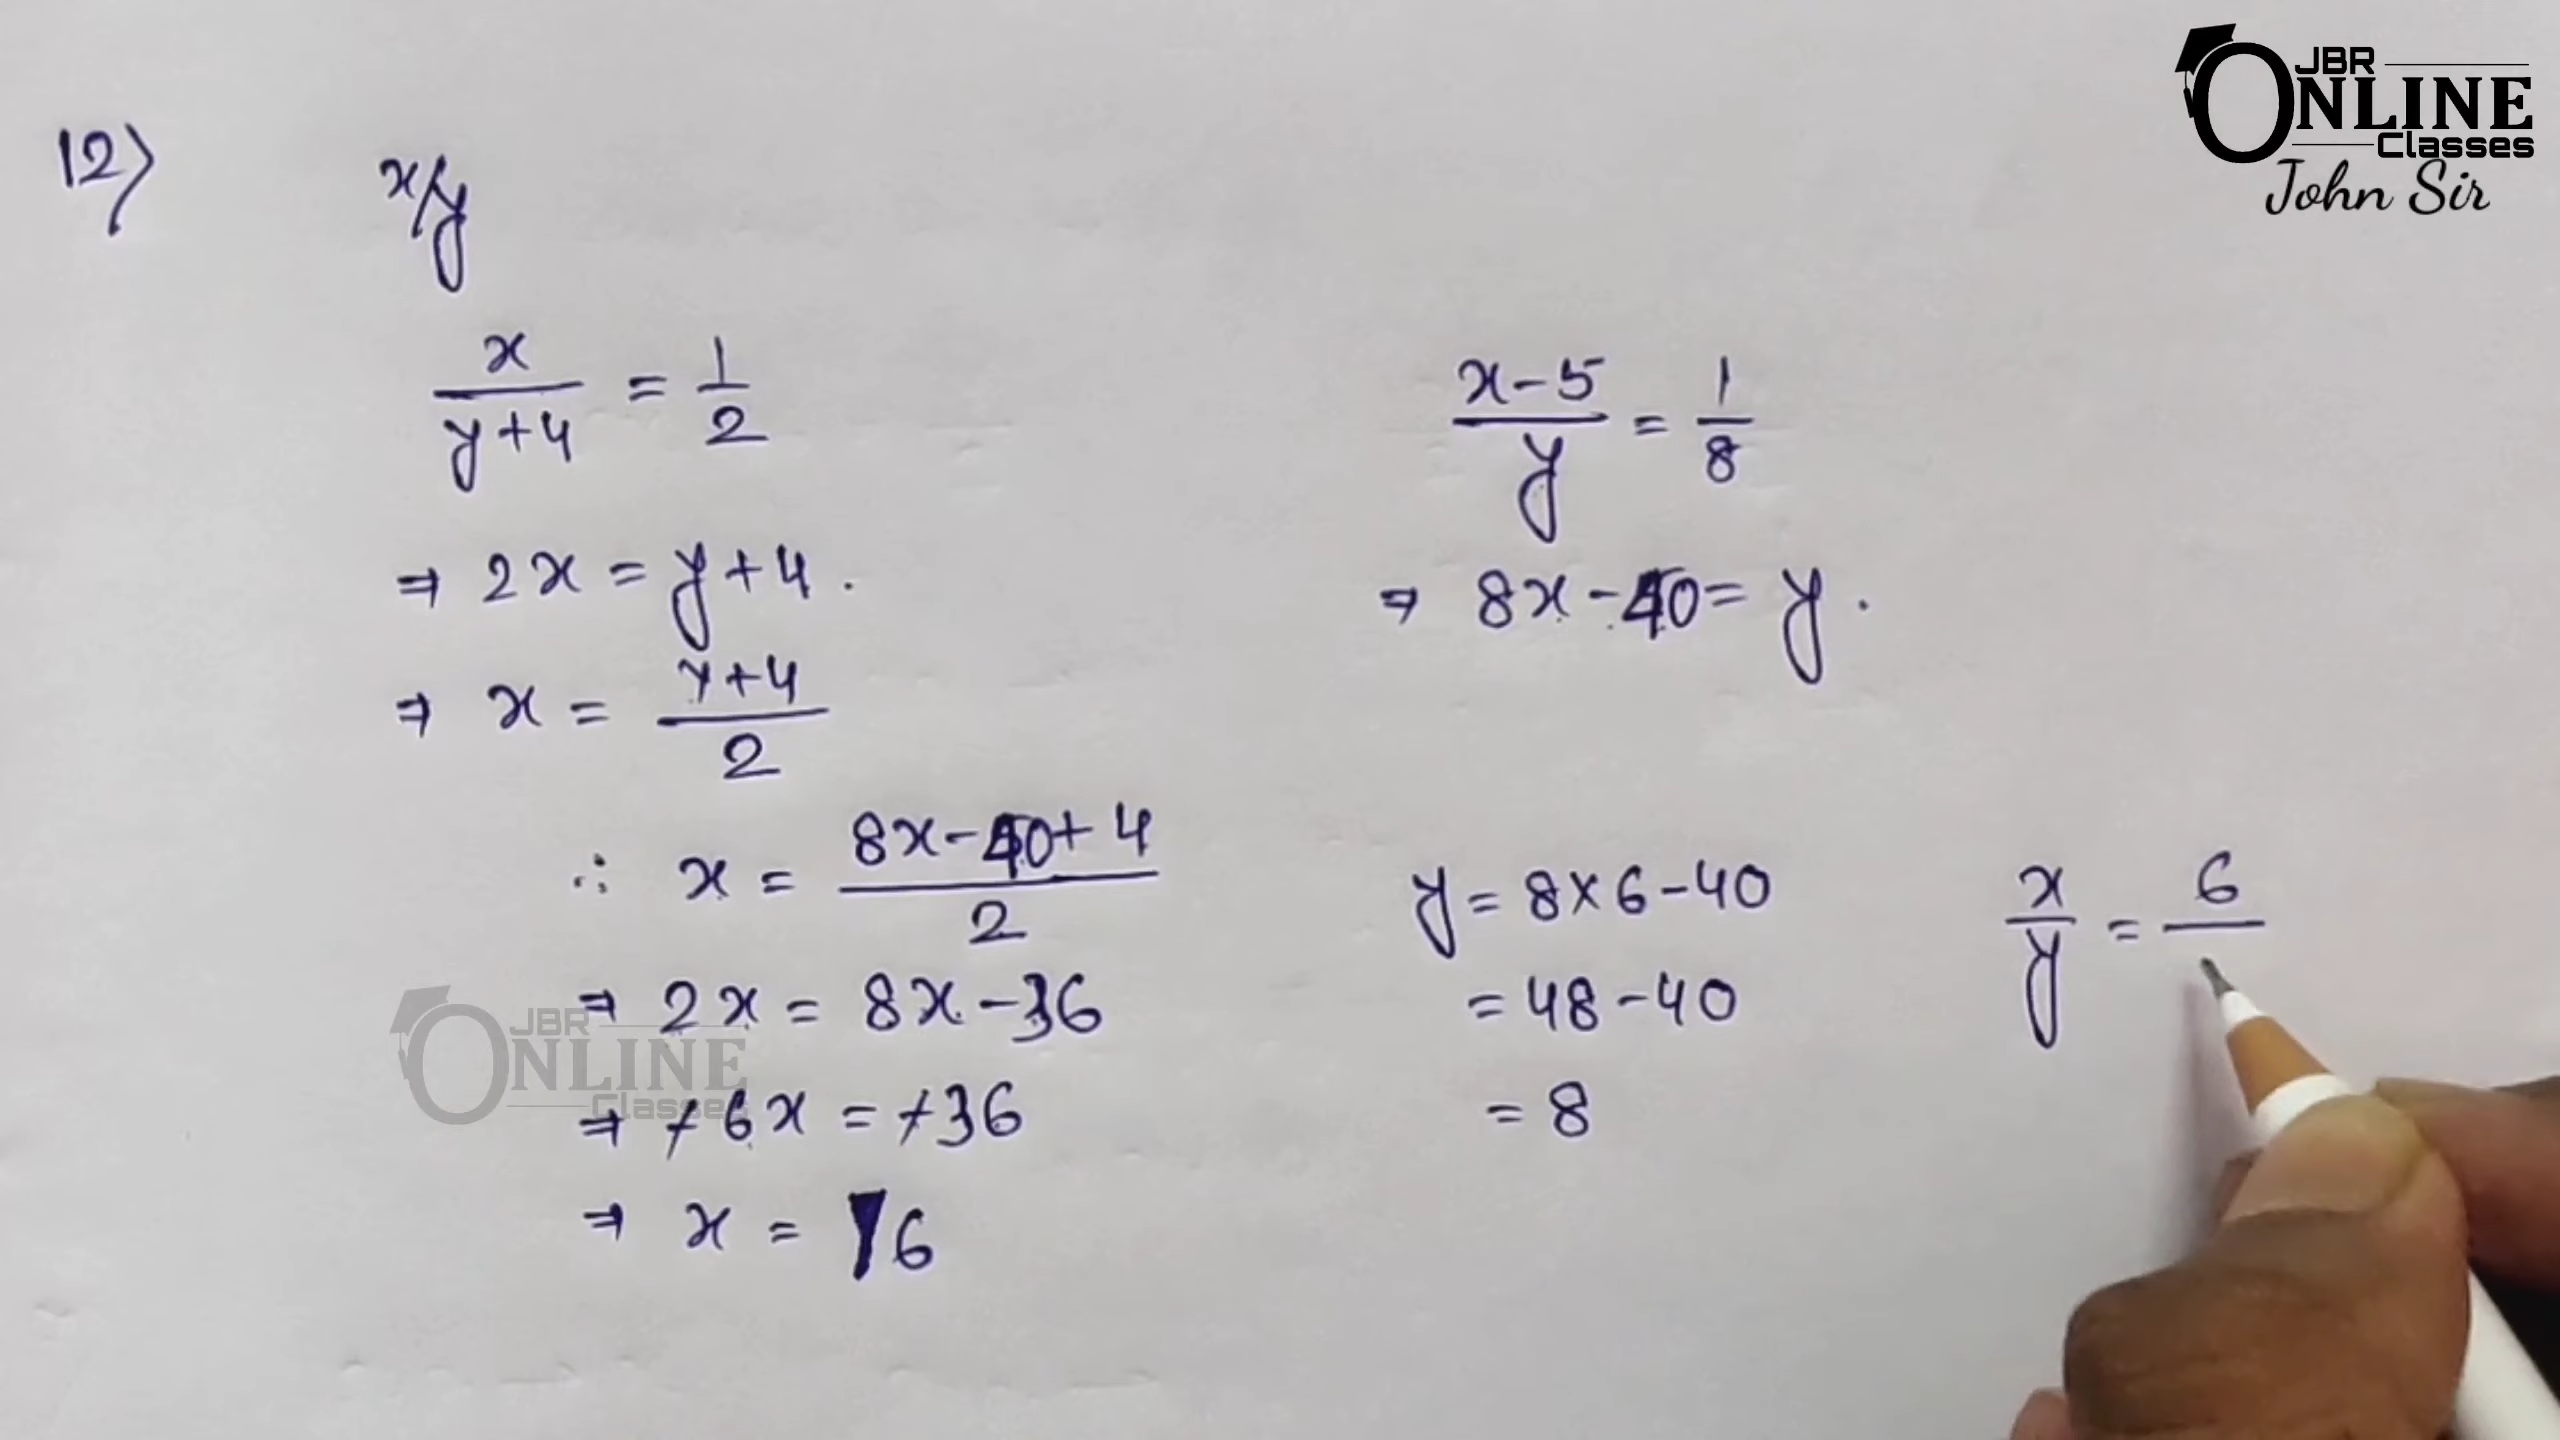 JBR
ONLINE
Classes
John Sir
12)
x/y
x/(y+4) = 1/2
⇒ 2x = y+4.
⇒ x = (y+4)/2
∴ x = (8x-40+4)/2
⇒ 2x = 8x-36
⇒ -6x = -36
⇒ x = 6
(x-5)/y = 1/8
⇒ 8x-40 = y.
y = 8×6-40
= 48-40
= 8
x/y = 6/
JBR
ONLINE
Classes